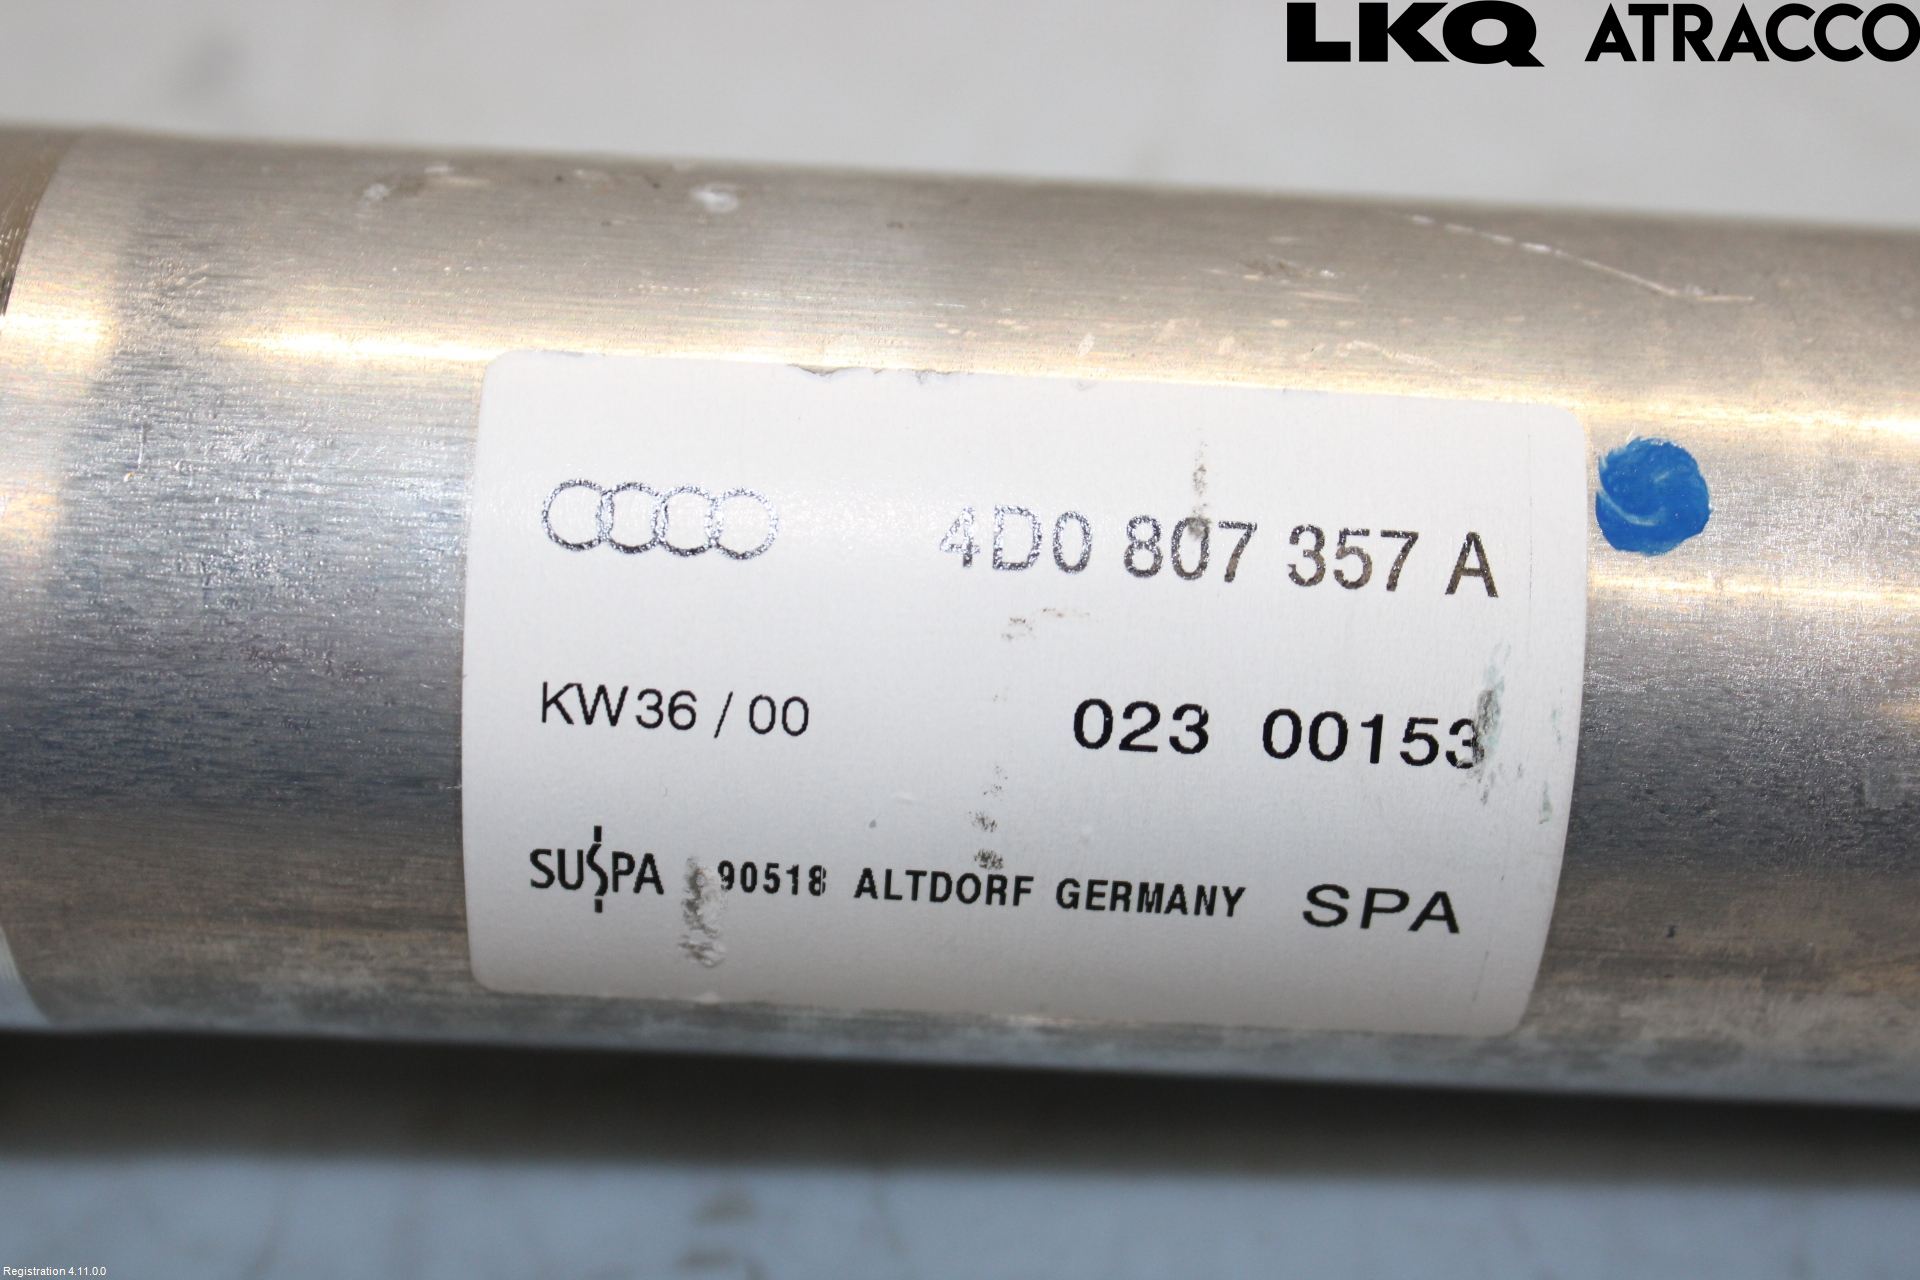 LKQ ATRACCO
4D0 807 357 A
KW36 / 00 023 00153
SUSPA 90518 ALTDORF GERMANY SPA
Registration 4.11.0.0